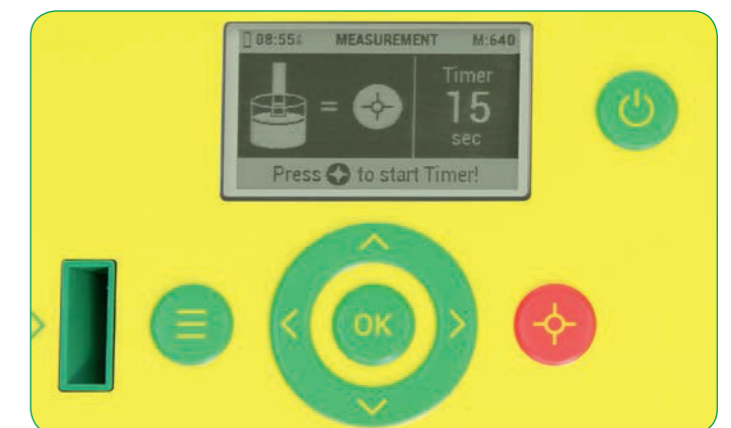 08:55 MEASUREMENT M:640
Timer
=
15
sec
Press to start Timer!
OK